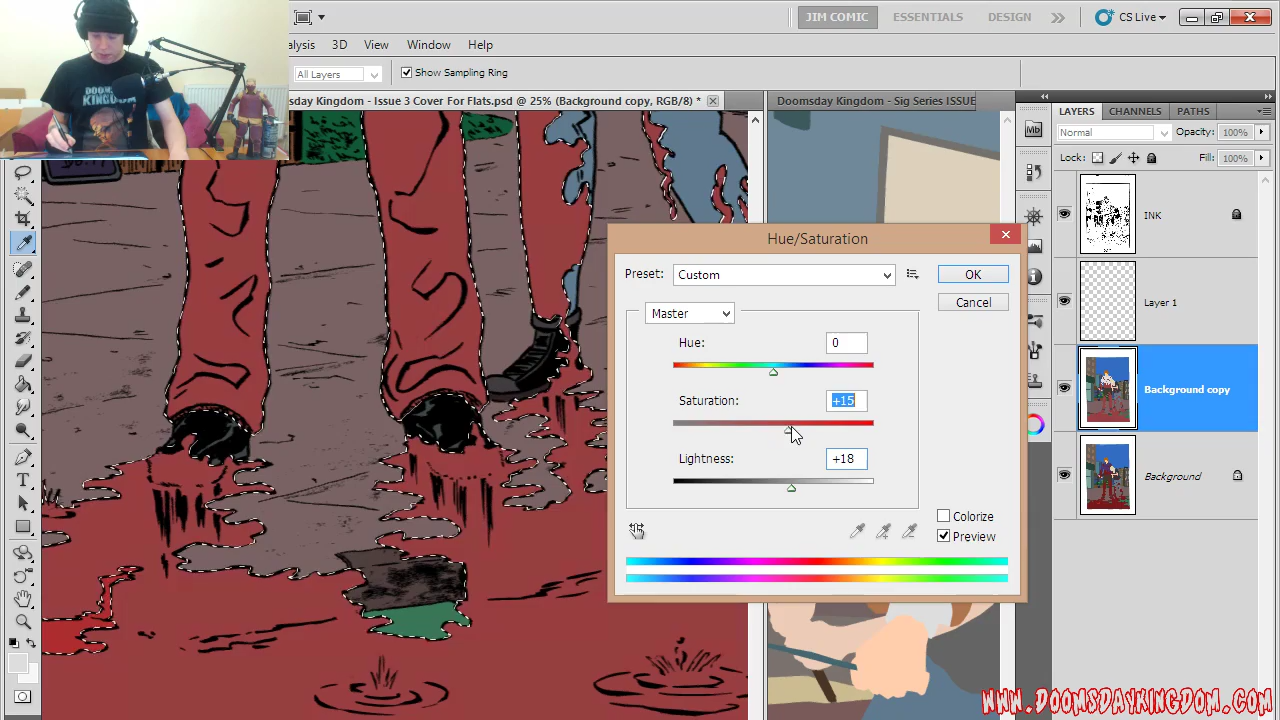 JIM COMIC ESSENTIALS DESIGN CS Live
alysis 3D View Window Help
All Layers Show Sampling Ring
DOOMSDAY
KINGDOM
sday Kingdom - Issue 3 Cover For Flats.psd @ 25% (Background copy, RGB/8) *
Doomsday Kingdom - Sig Series ISSUE
LAYERS CHANNELS PATHS
Normal Opacity: 100%
Lock: Fill: 100%
Mb
INK
Layer 1
Background copy
Background
Hue/Saturation
Preset: Custom OK
Cancel
Master
Hue: 0
Saturation: +15
Lightness: +18
Colorize
Preview
T
www.DOOMSDAYKINGDOM.COM